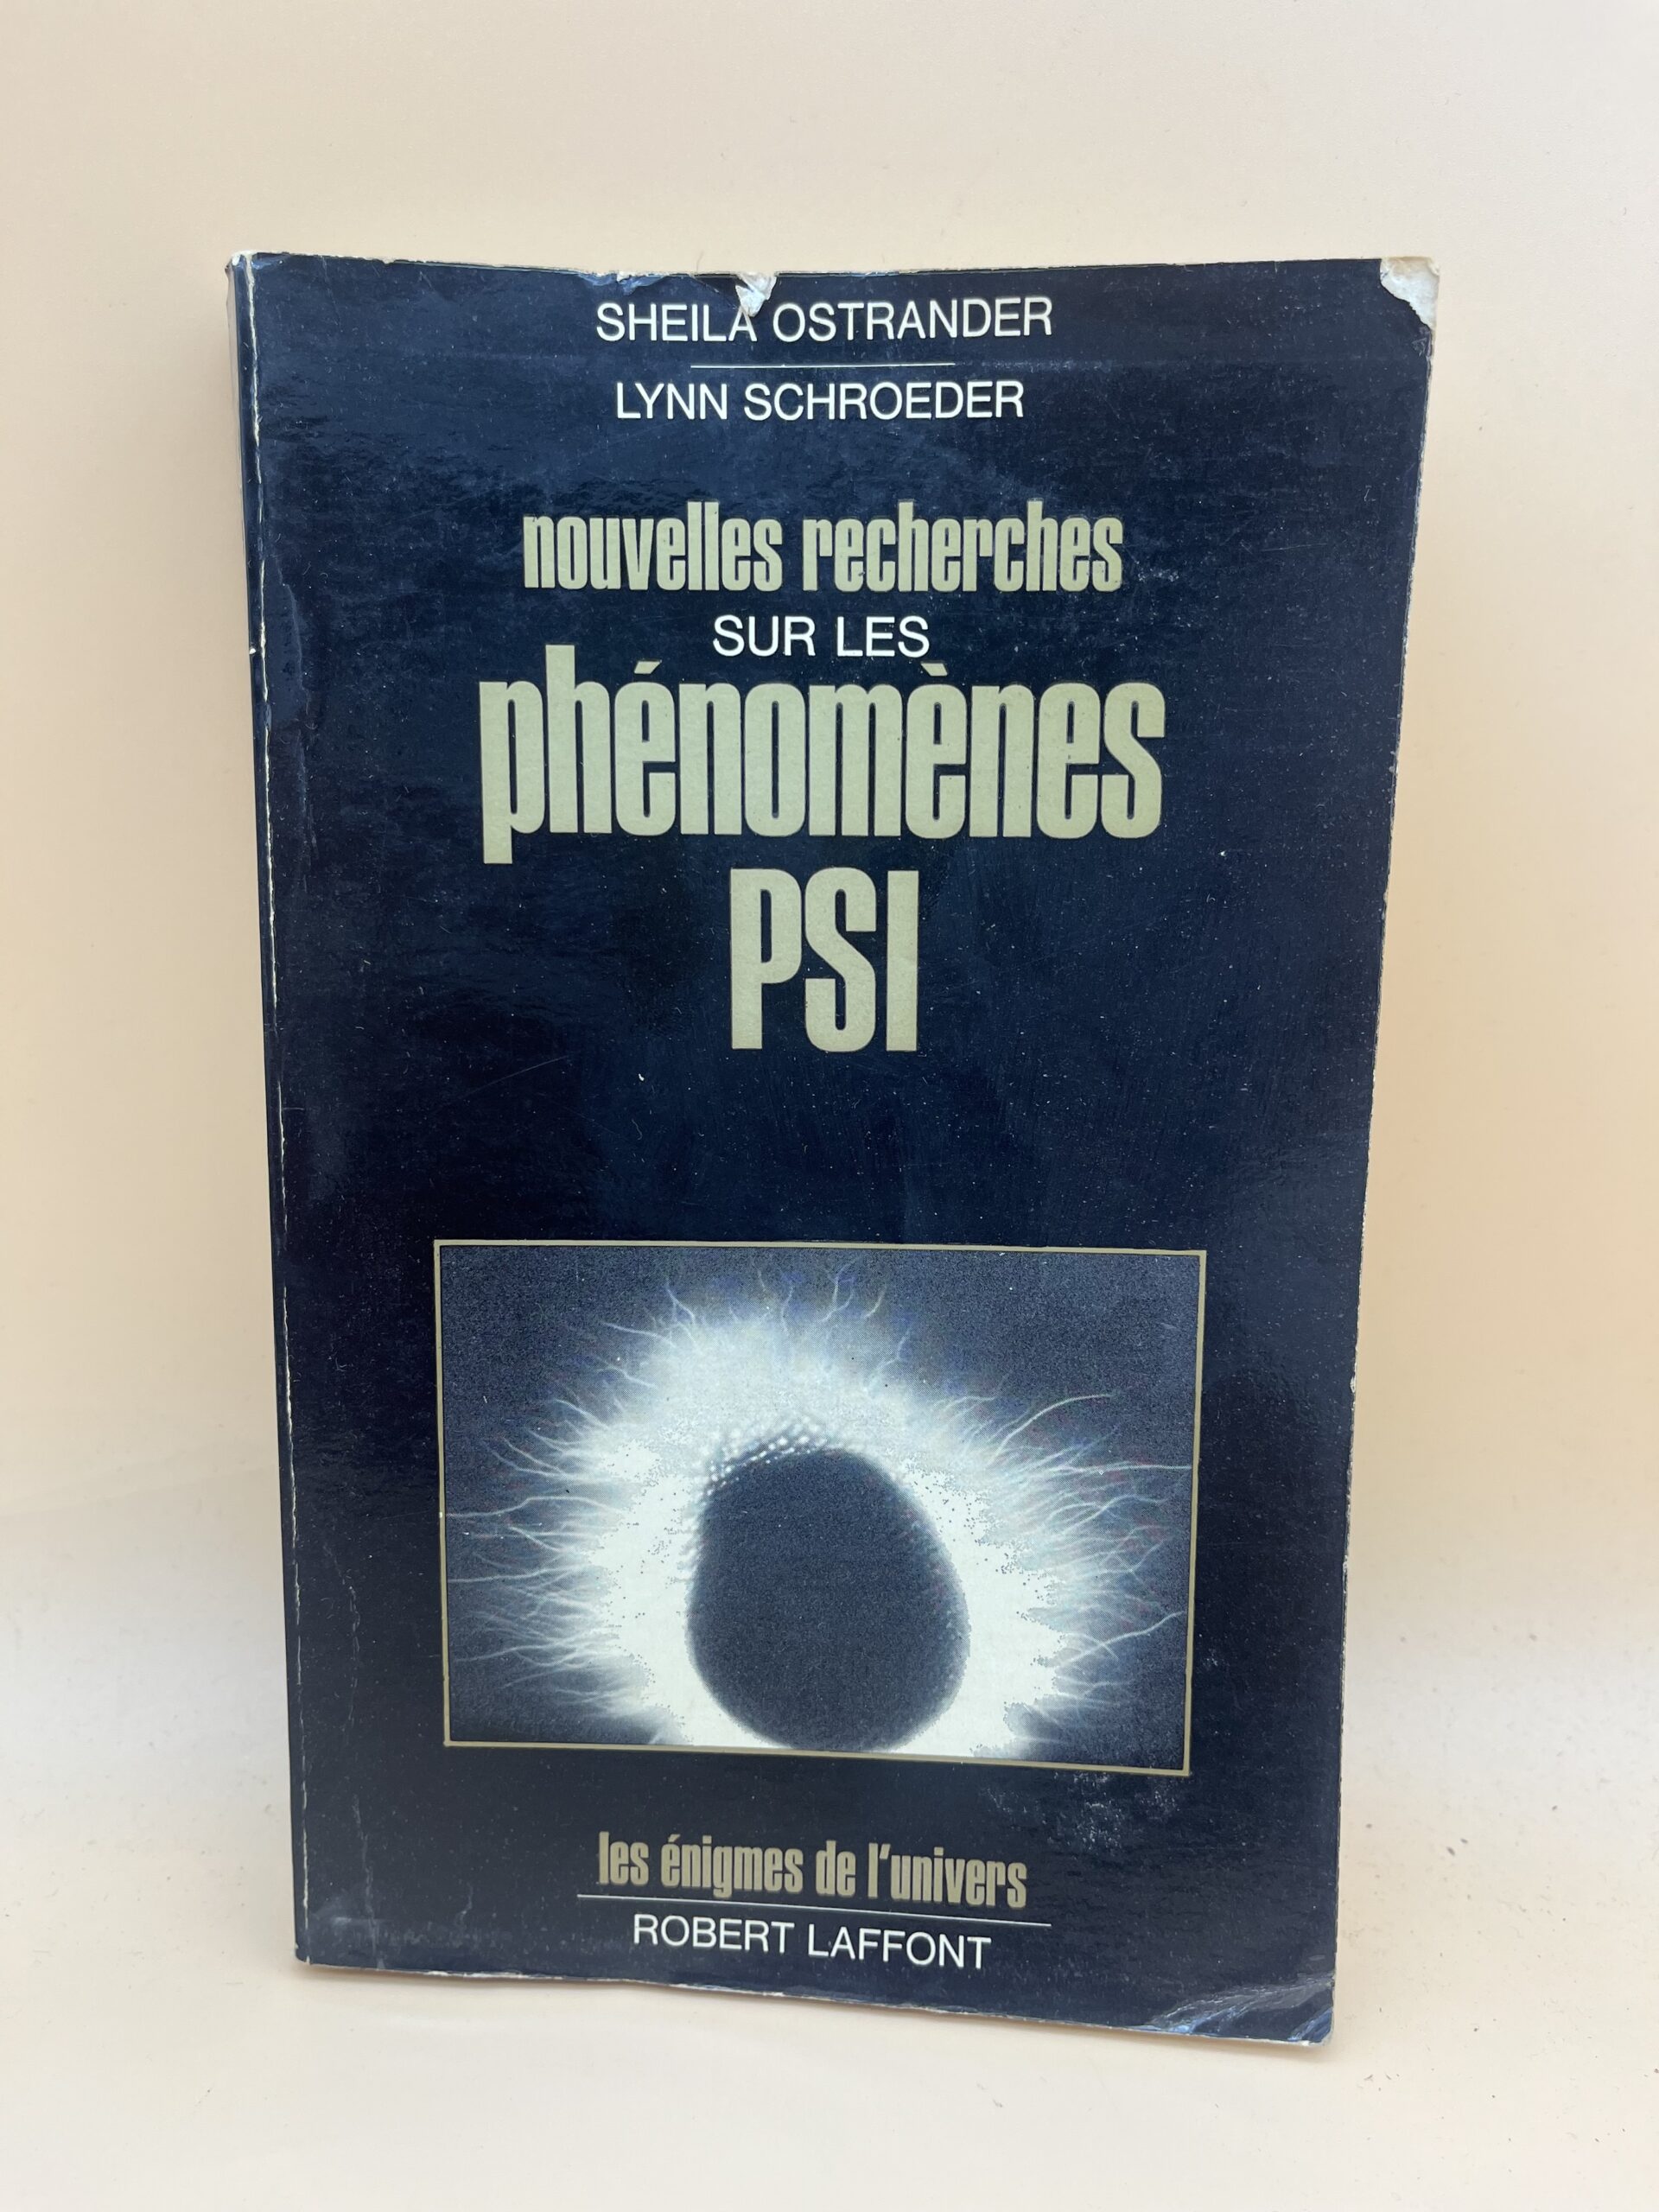 SHEILA OSTRANDER
LYNN SCHROEDER
nouvelles recherches
SUR LES
phénomènes
PSI
les énigmes de l'univers
ROBERT LAFFONT